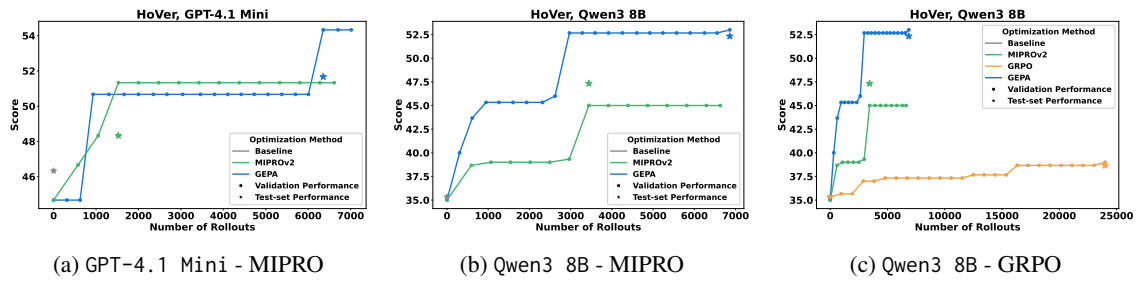 HoVer, GPT-4.1 Mini
54
52
50
48
46
Score
0 1000 2000 3000 4000 5000 6000 7000
Number of Rollouts
Optimization Method
Baseline
MIPROv2
GEPA
Validation Performance
Test-set Performance
(a) GPT-4.1 Mini - MIPRO
HoVer, Qwen3 8B
52.5
50.0
47.5
45.0
42.5
40.0
37.5
35.0
Score
0 1000 2000 3000 4000 5000 6000 7000
Number of Rollouts
Optimization Method
Baseline
MIPROv2
GEPA
Validation Performance
Test-set Performance
(b) Qwen3 8B - MIPRO
HoVer, Qwen3 8B
52.5
50.0
47.5
45.0
42.5
40.0
37.5
35.0
Score
0 5000 10000 15000 20000 25000
Number of Rollouts
Optimization Method
Baseline
MIPROv2
GRPO
GEPA
Validation Performance
Test-set Performance
(c) Qwen3 8B - GRPO